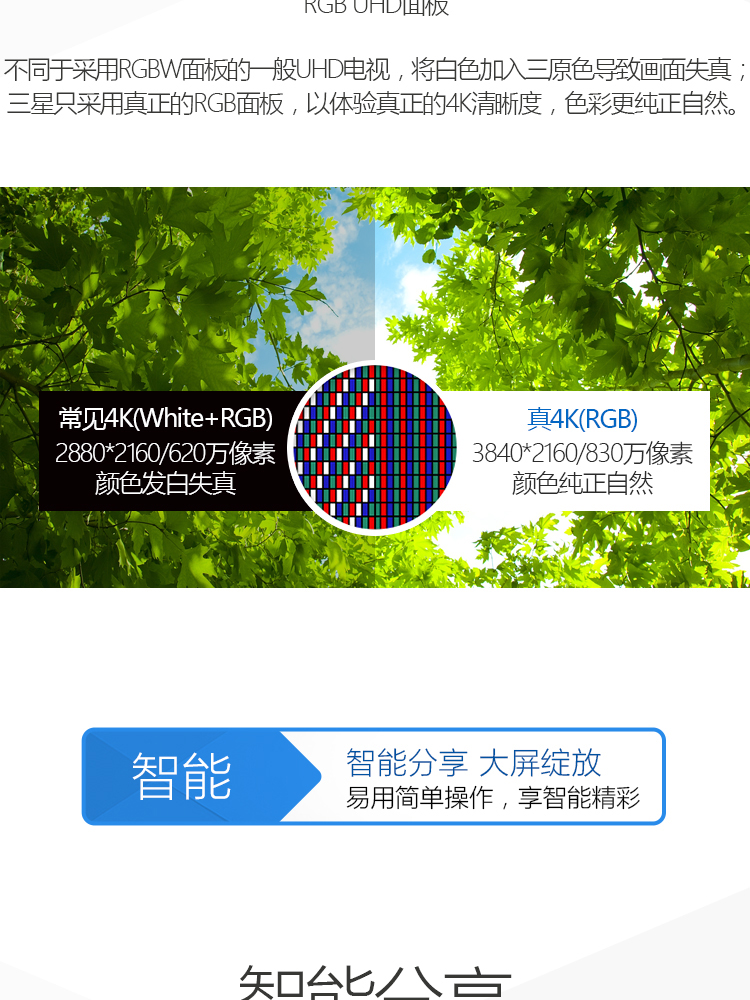 RGB UHD面板
不同于采用RGBW面板的一般UHD电视，将白色加入三原色导致画面失真；
三星只采用真正的RGB面板，以体验真正的4K清晰度，色彩更纯正自然。
常见4K(White+RGB)
2880*2160/620万像素
颜色发白失真
真4K(RGB)
3840*2160/830万像素
颜色纯正自然
智能
智能分享 大屏绽放
易用简单操作，享智能精彩
智能分享